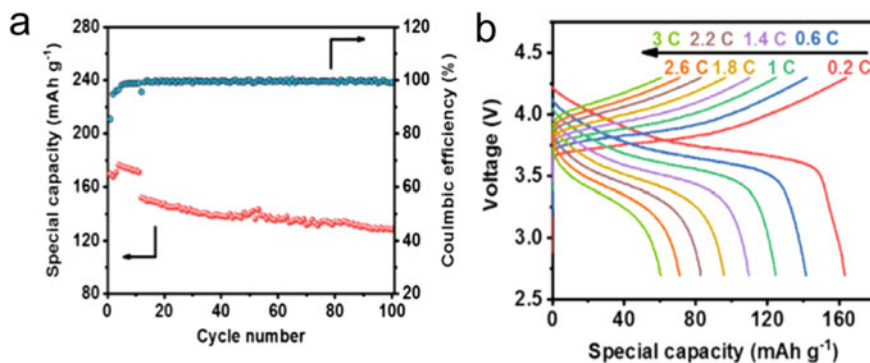 a
280
240
200
160
120
80
Special capacity (mAh g-1)
120
100
80
60
40
20
Coulmbic efficiency (%)
0 20 40 60 80 100
Cycle number
b
4.5
4.0
3.5
3.0
2.5
Voltage (V)
3 C 2.2 C 1.4 C 0.6 C
2.6 C 1.8 C 1 C 0.2 C
0 40 80 120 160
Special capacity (mAh g-1)